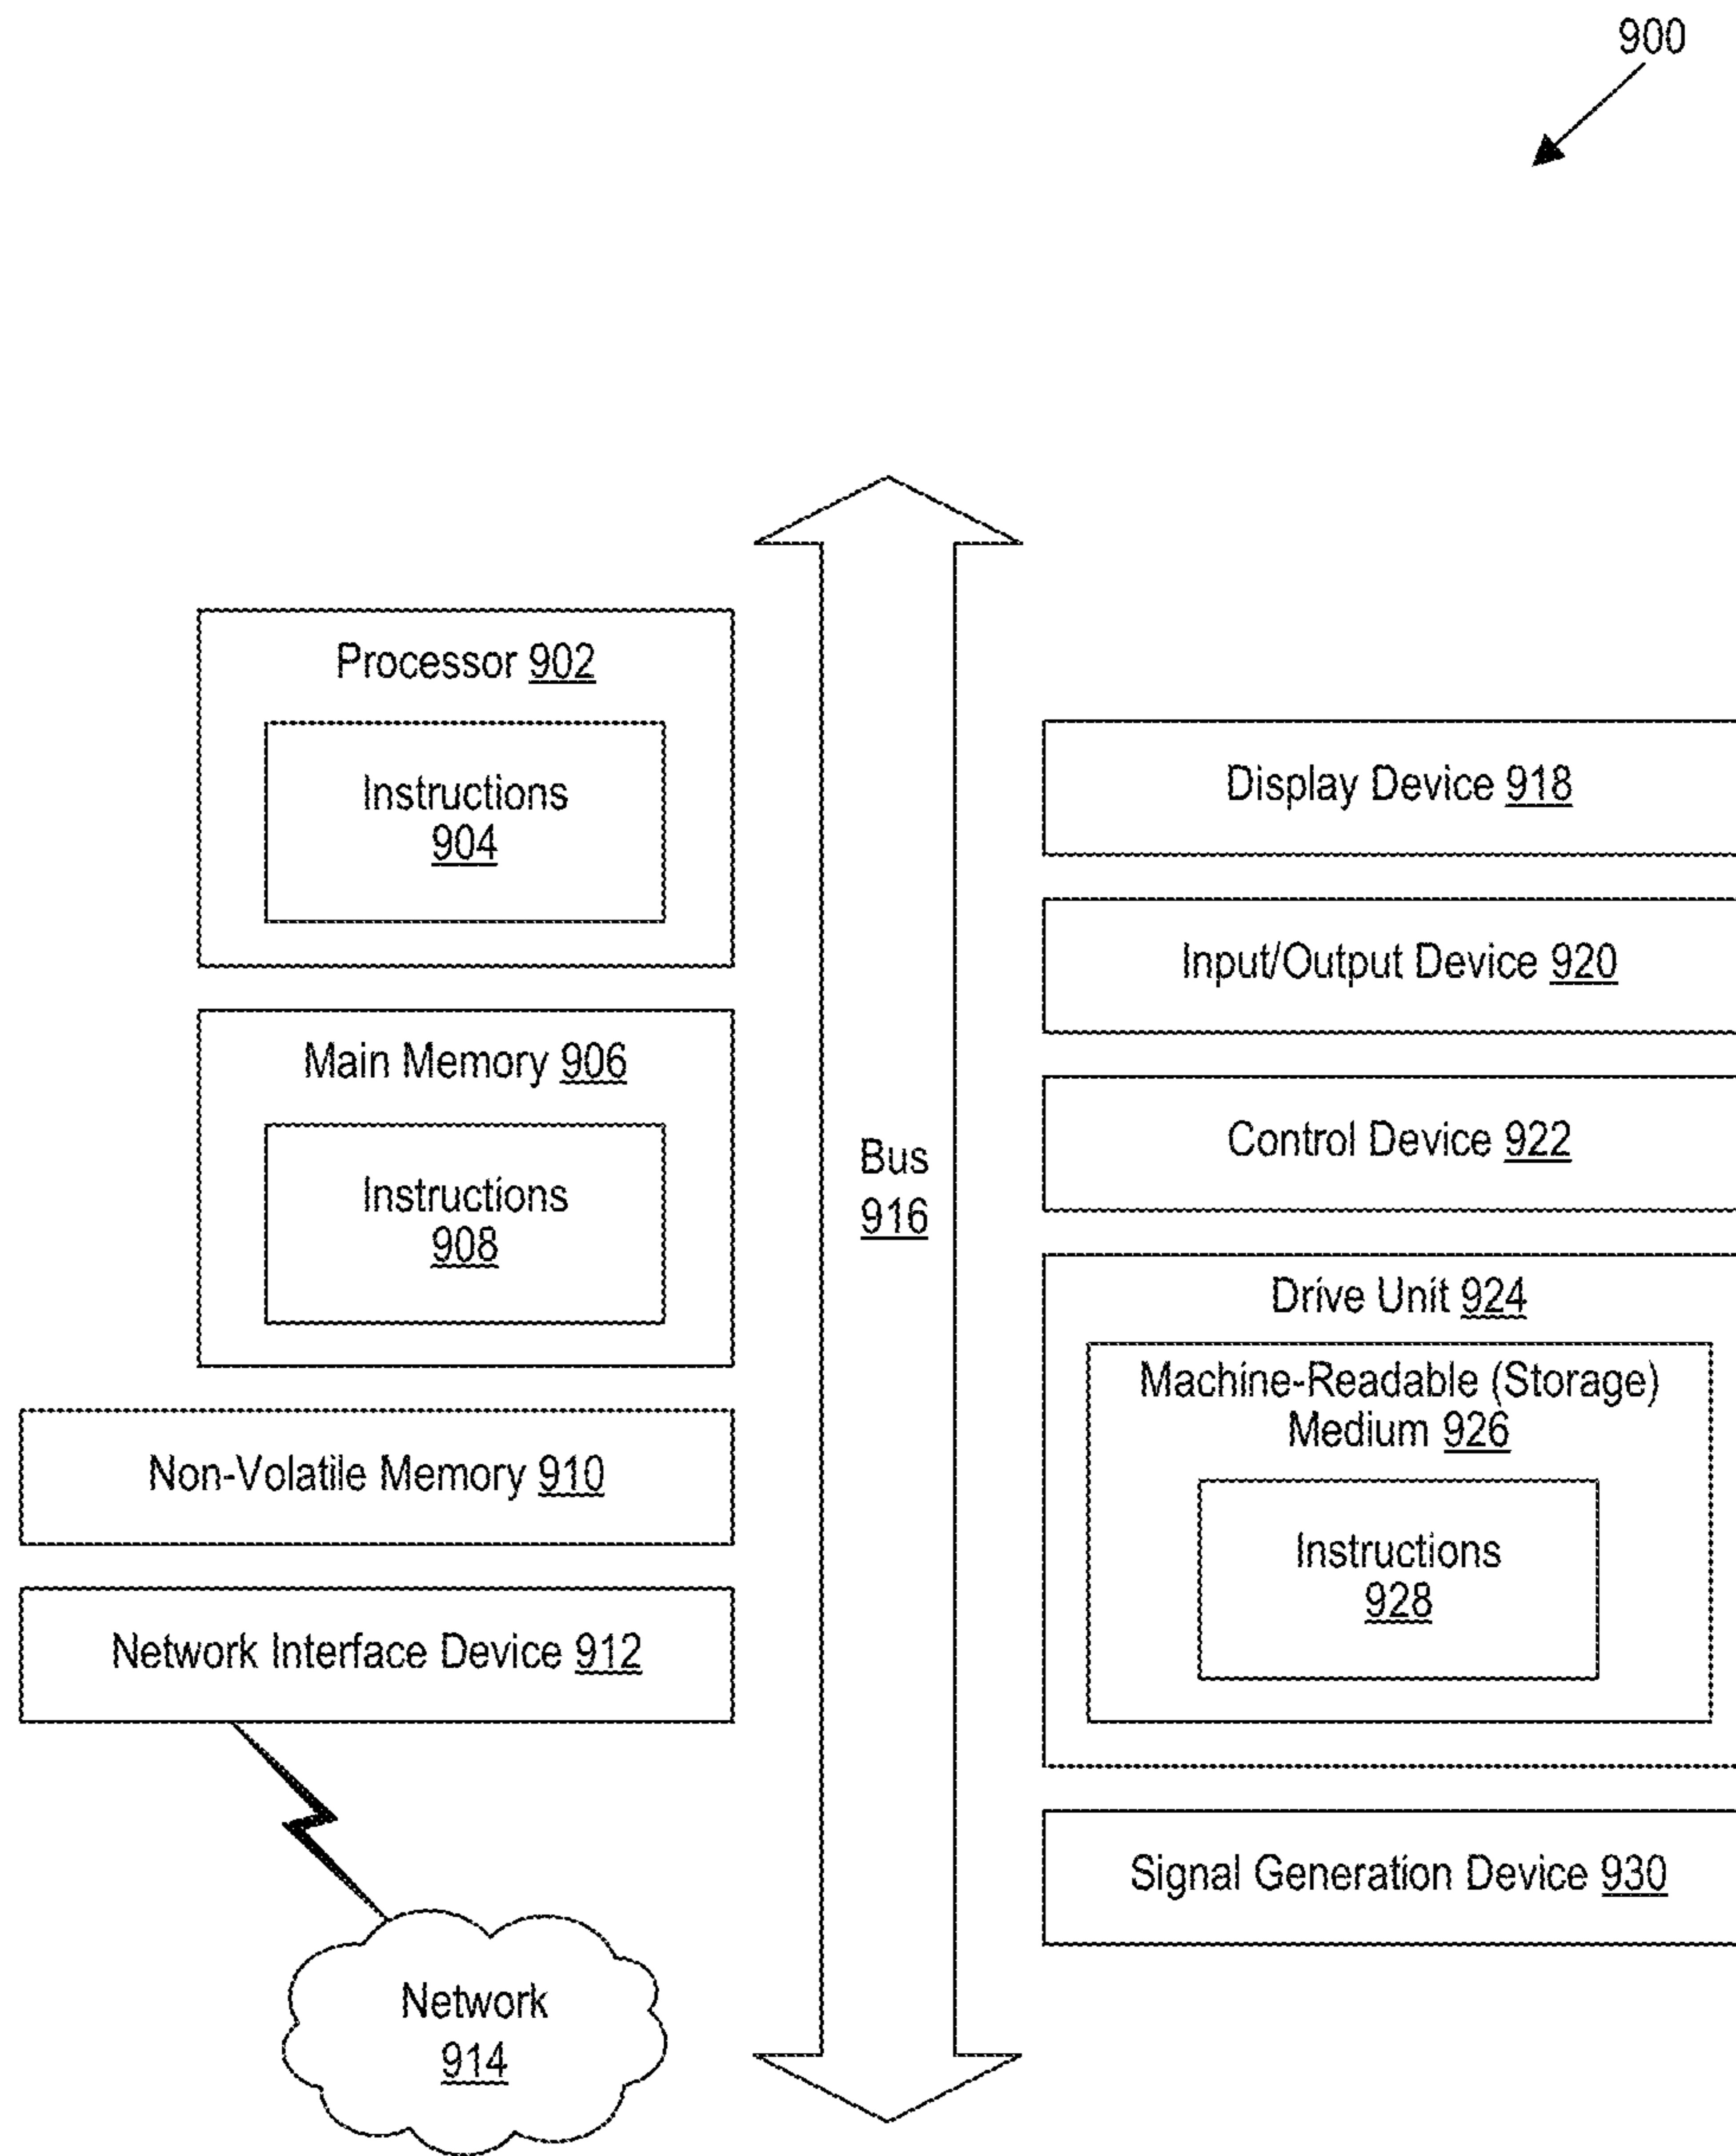 900
Processor 902
Instructions
904
Main Memory 906
Instructions
908
Non-Volatile Memory 910
Network Interface Device 912
Network
914
Bus
916
Display Device 918
Input/Output Device 920
Control Device 922
Drive Unit 924
Machine-Readable (Storage)
Medium 926
Instructions
928
Signal Generation Device 930